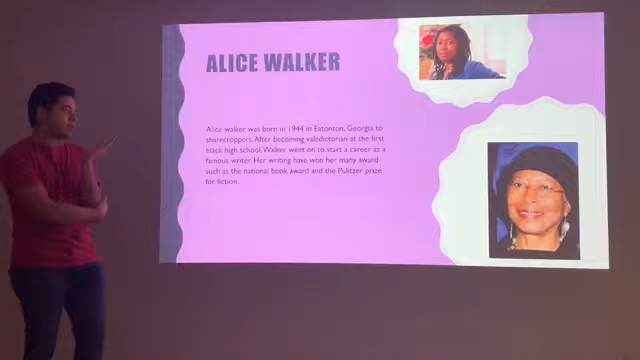 ALICE WALKER
Alice walker was born in 1944 in Eatonton, Georgia to
sharecroppers. After becoming valedictorian at the first
black high school, Walker went on to start a career as a
famous writer Her writing have won her many award
such as the national book award and the Pulitzer prize
for fiction.